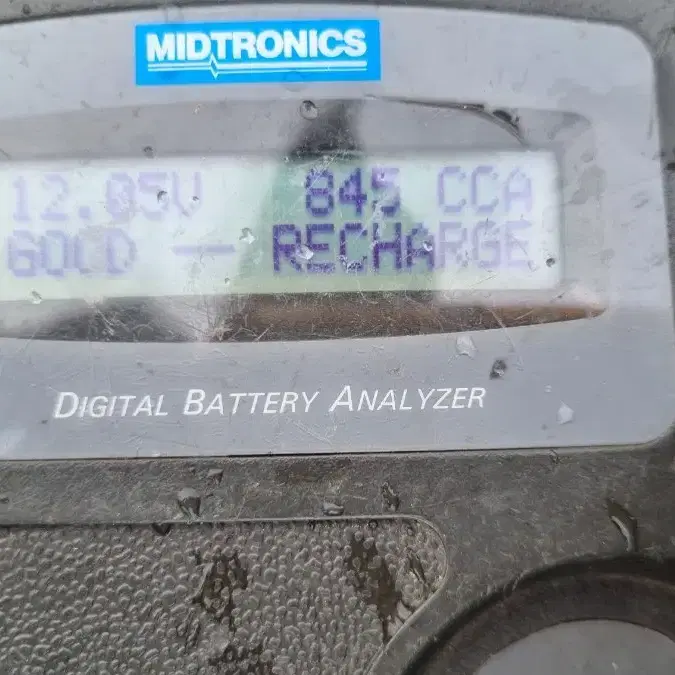 MIDTRONICS
12.05V 845 CCA
GOOD — RECHARGE
DIGITAL BATTERY ANALYZER